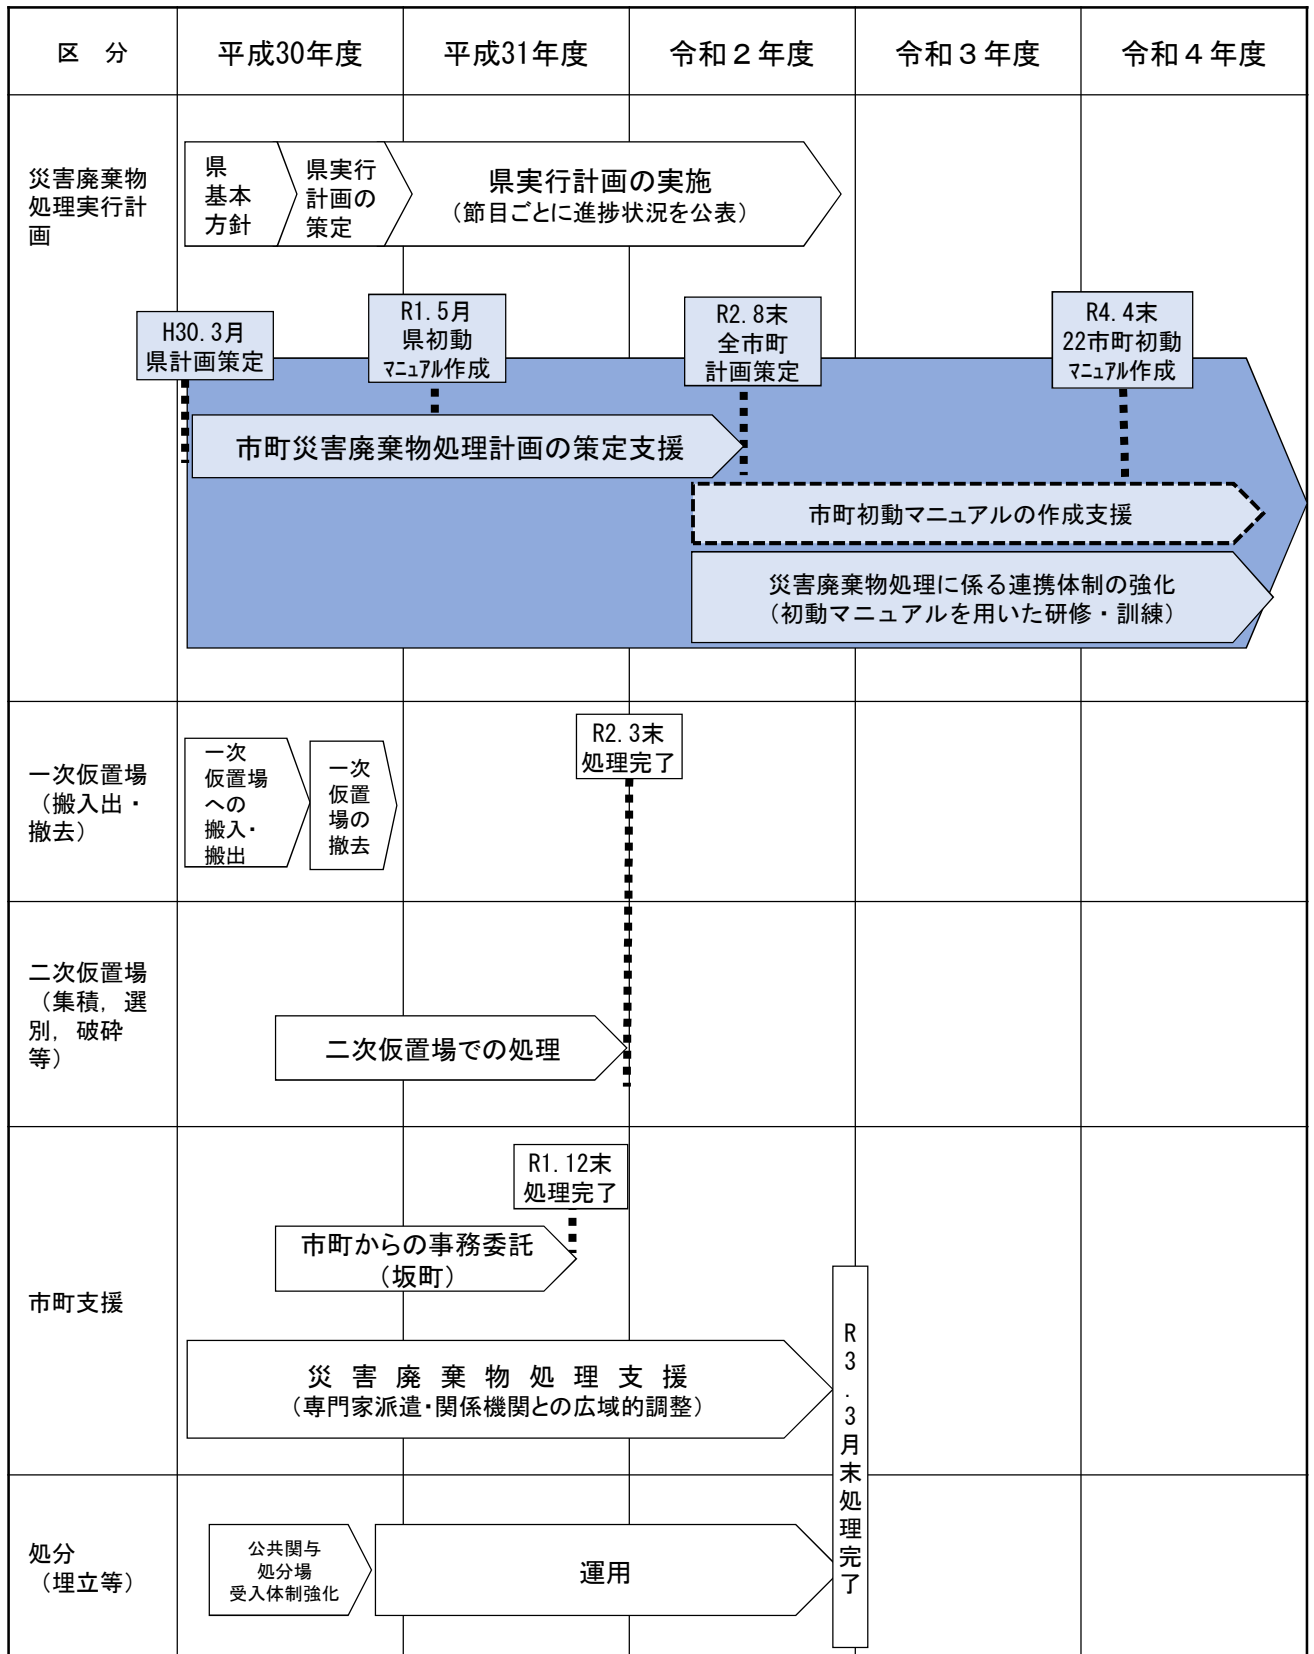 区　分
平成30年度
平成31年度
令和２年度
令和３年度
令和４年度
災害廃棄物
処理実行計
画
県
基本
方針
県実行
計画の
策定
県実行計画の実施
（節目ごとに進捗状況を公表）
H30.3月
県計画策定
R1.5月
県初動
ﾏﾆｭｱﾙ作成
R2.8末
全市町
計画策定
R4.4末
22市町初動
ﾏﾆｭｱﾙ作成
市町災害廃棄物処理計画の策定支援
市町初動マニュアルの作成支援
災害廃棄物処理に係る連携体制の強化
（初動マニュアルを用いた研修・訓練）
一次仮置場
（搬入出・
撤去）
一次
仮置場
への
搬入・
搬出
一次
仮置
場の
撤去
R2.3末
処理完了
二次仮置場
（集積，選
別，破砕
等）
二次仮置場での処理
市町支援
R1.12末
処理完了
市町からの事務委託
（坂町）
災害廃棄物処理支援
（専門家派遣・関係機関との広域的調整）
R3.3月末処理完了
処分
（埋立等）
公共関与
処分場
受入体制強化
運用